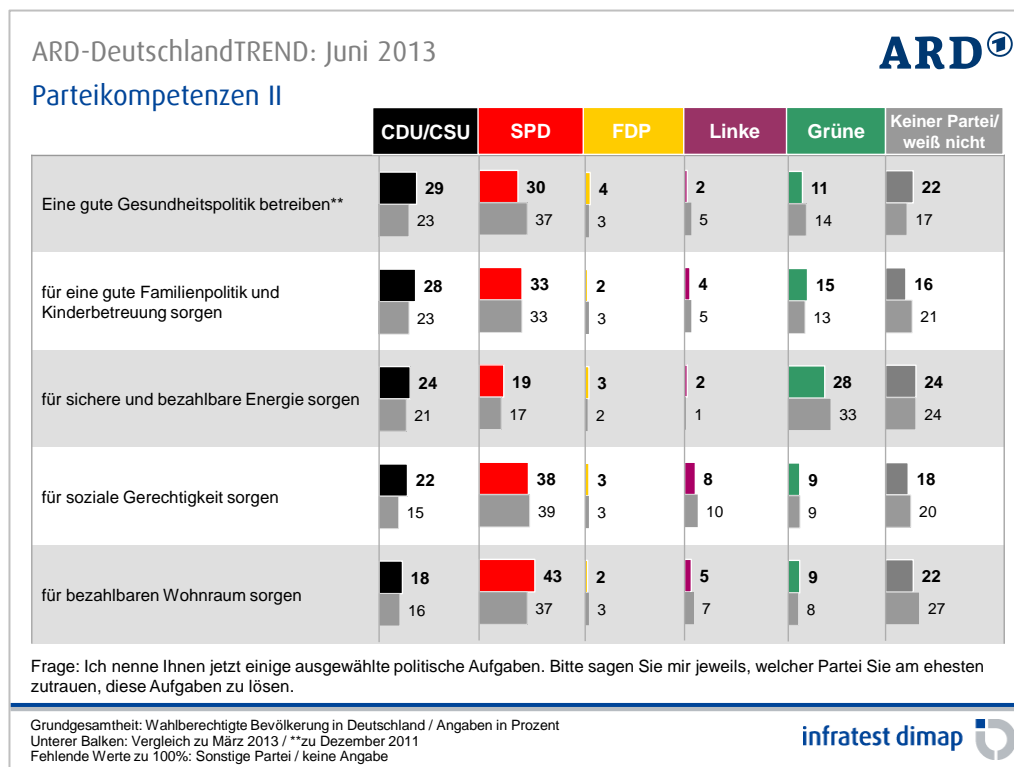 ARD-DeutschlandTREND: Juni 2013
ARD
Parteikompetenzen II
CDU/CSU SPD FDP Linke Grüne Keiner Partei/
weiß nicht
Eine gute Gesundheitspolitik betreiben**
29 30 4 2 11 22
23 37 3 5 14 17
für eine gute Familienpolitik und
Kinderbetreuung sorgen
28 33 2 4 15 16
23 33 3 5 13 21
für sichere und bezahlbare Energie sorgen
24 19 3 2 28 24
21 17 2 1 33 24
für soziale Gerechtigkeit sorgen
22 38 3 8 9 18
15 39 3 10 9 20
für bezahlbaren Wohnraum sorgen
18 43 2 5 9 22
16 37 3 7 8 27
Frage: Ich nenne Ihnen jetzt einige ausgewählte politische Aufgaben. Bitte sagen Sie mir jeweils, welcher Partei Sie am ehesten
zutrauen, diese Aufgaben zu lösen.
Grundgesamtheit: Wahlberechtigte Bevölkerung in Deutschland / Angaben in Prozent
Unterer Balken: Vergleich zu März 2013 / **zu Dezember 2011
Fehlende Werte zu 100%: Sonstige Partei / keine Angabe
infratest dimap